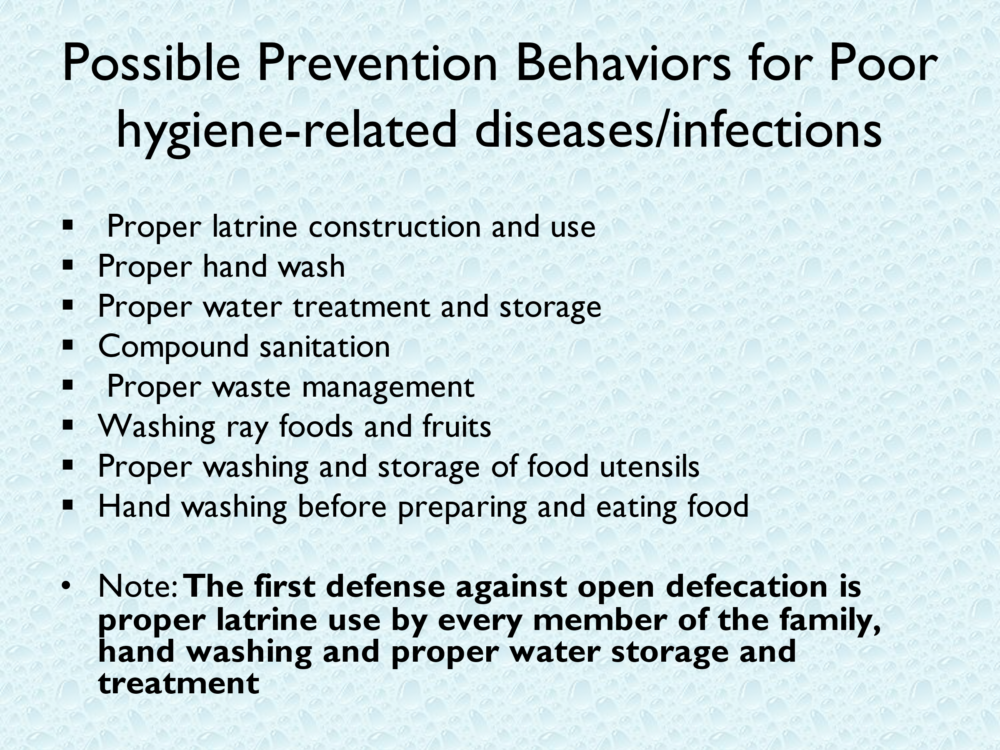 Possible Prevention Behaviors for Poor
hygiene-related diseases/infections
▪ Proper latrine construction and use
▪ Proper hand wash
▪ Proper water treatment and storage
▪ Compound sanitation
▪ Proper waste management
▪ Washing ray foods and fruits
▪ Proper washing and storage of food utensils
▪ Hand washing before preparing and eating food
• Note: The first defense against open defecation is
proper latrine use by every member of the family,
hand washing and proper water storage and
treatment